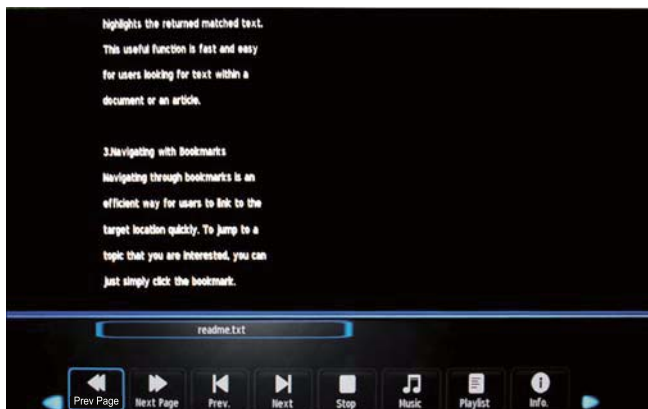 highlights the returned matched text.
This useful function is fast and easy
for users looking for text within a
document or an article.
3.Navigating with Bookmarks
Navigating through bookmarks is an
efficient way for users to link to the
target location quickly. To jump to a
topic that you are interested, you can
just simply click the bookmark.
readme.txt
Prev Page Next Page Prev. Next Stop Music Playlist Info.